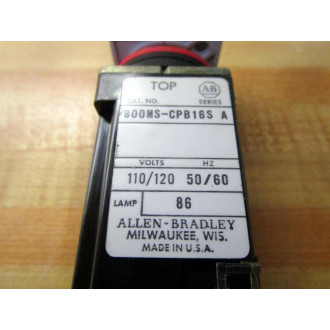 TOP
AB
CAT. NO. SERIES
800MS-CPB16S A
VOLTS HZ
110/120 50/60
LAMP 86
ALLEN-BRADLEY
MILWAUKEE, WIS.
MADE IN U.S.A.